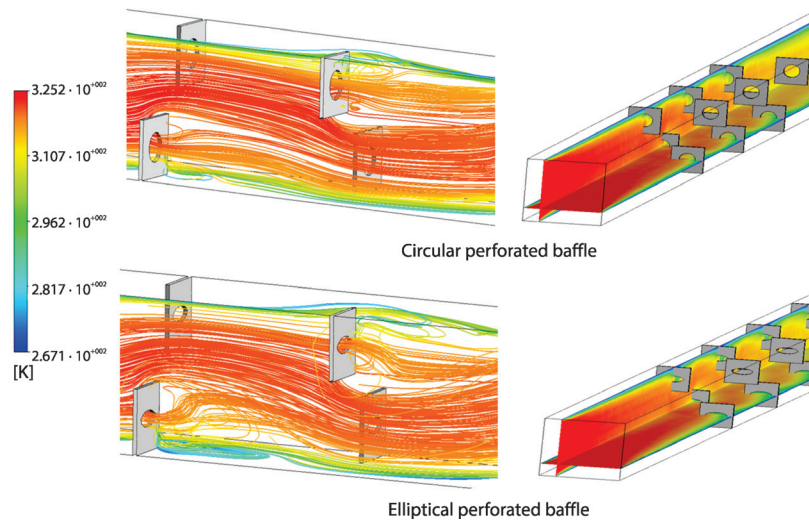 3.252 · 10⁺⁰⁰²
3.107 · 10⁺⁰⁰²
2.962 · 10⁺⁰⁰²
2.817 · 10⁺⁰⁰²
2.671 · 10⁺⁰⁰²
[K]
Circular perforated baffle
Elliptical perforated baffle